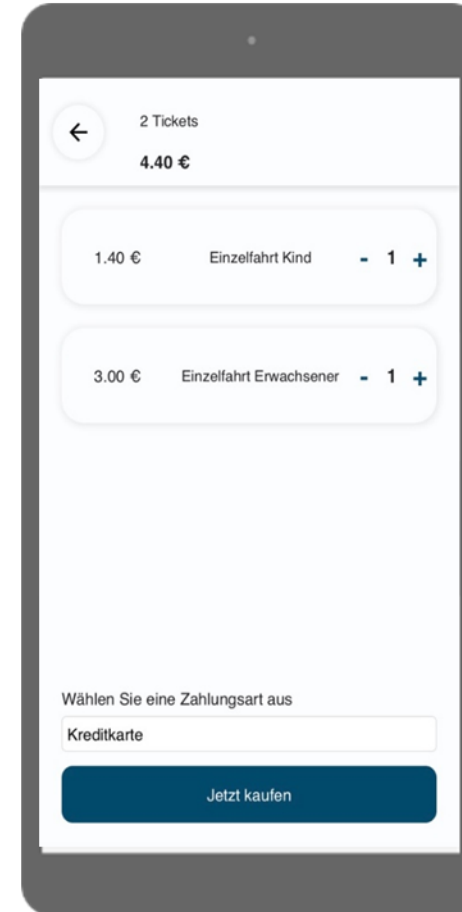 2 Tickets
4.40 €
1.40 € Einzelfahrt Kind - 1 +
3.00 € Einzelfahrt Erwachsener - 1 +
Wählen Sie eine Zahlungsart aus
Kreditkarte
Jetzt kaufen